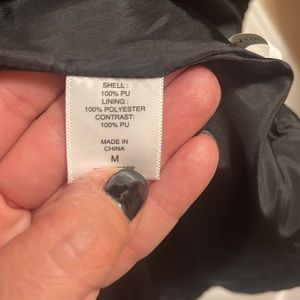 SHELL :
100% PU
LINING :
100% POLYESTER
CONTRAST:
100% PU
MADE IN
CHINA
M